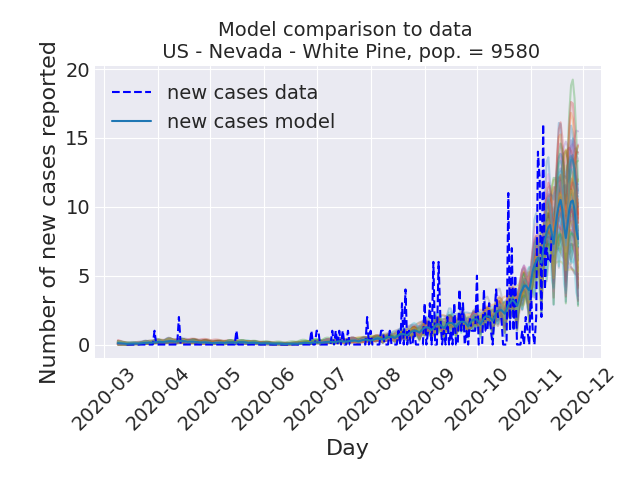 Model comparison to data
US - Nevada - White Pine, pop. = 9580
Number of new cases reported
20
15
10
5
0
new cases data
new cases model
2020-03
2020-04
2020-05
2020-06
2020-07
2020-08
2020-09
2020-10
2020-11
2020-12
Day